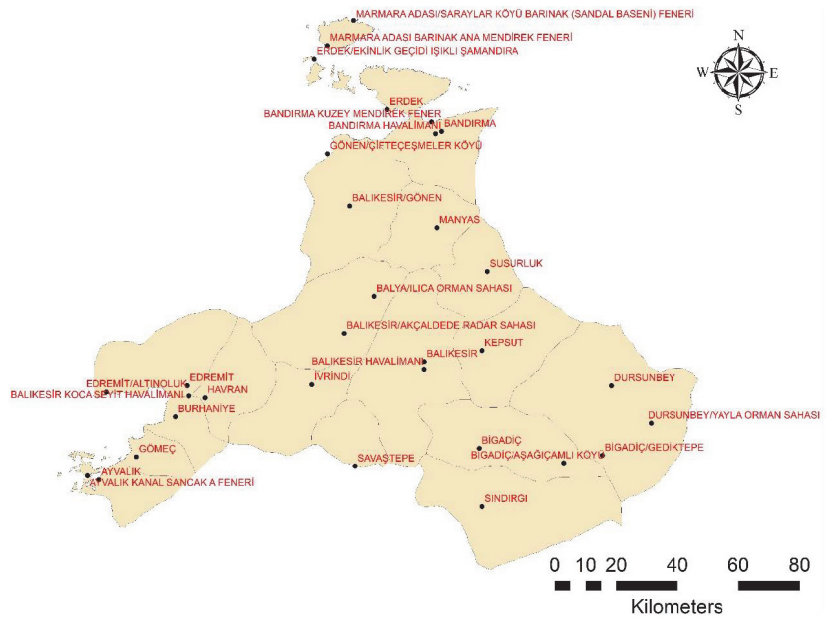 MARMARA ADASI/SARAYLAR KÖYÜ BARINAK (SANDAL BASENİ) FENERİ
MARMARA ADASI BARINAK ANA MENDİREK FENERİ
ERDEK/EKİNLİK GEÇİDİ IŞIKLI ŞAMANDIRA
N
W
E
S
ERDEK
BANDIRMA KUZEY MENDİREK FENER
BANDIRMA HAVALİMANI
BANDIRMA
GÖNEN/ÇİFTEÇEŞMELER KÖYÜ
BALIKESİR/GÖNEN
MANYAS
SUSURLUK
BALYA/ILICA ORMAN SAHASI
BALIKESİR/AKÇALDEDE RADAR SAHASI
KEPSUT
BALIKESİR HAVALİMANI
BALIKESİR
İVRİNDİ
EDREMİT
EDREMİT/ALTINOLUK
HAVRAN
BALIKESİR KOCA SEYİT HAVALİMANI
BURHANİYE
DURSUNBEY
DURSUNBEY/YAYLA ORMAN SAHASI
BİGADİÇ
BİGADİÇ/GEDİKTEPE
BİGADİÇ/AŞAĞIÇAMLI KÖYÜ
GÖMEÇ
SAVAŞTEPE
AYVALIK
AYVALIK KANAL SANCAK A FENERİ
SINDIRGI
0 10 20 40 60 80
Kilometers